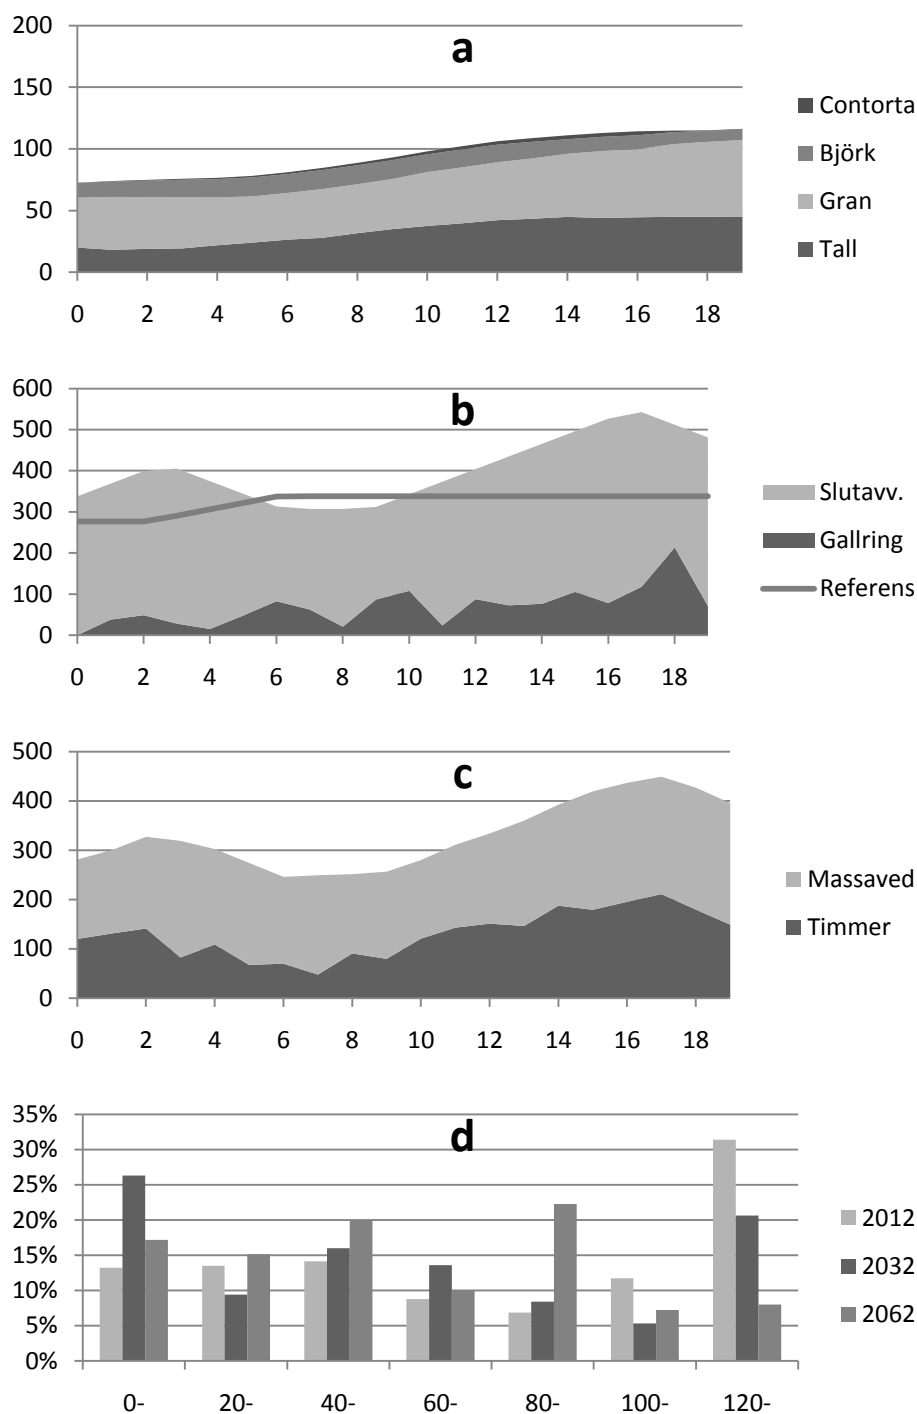 a
200
150
100
50
0
0 2 4 6 8 10 12 14 16 18
Contorta
Björk
Gran
Tall
b
600
500
400
300
200
100
0
0 2 4 6 8 10 12 14 16 18
Slutavv.
Gallring
Referens
c
500
400
300
200
100
0
0 2 4 6 8 10 12 14 16 18
Massaved
Timmer
d
35%
30%
25%
20%
15%
10%
5%
0%
0- 20- 40- 60- 80- 100- 120-
2012
2032
2062